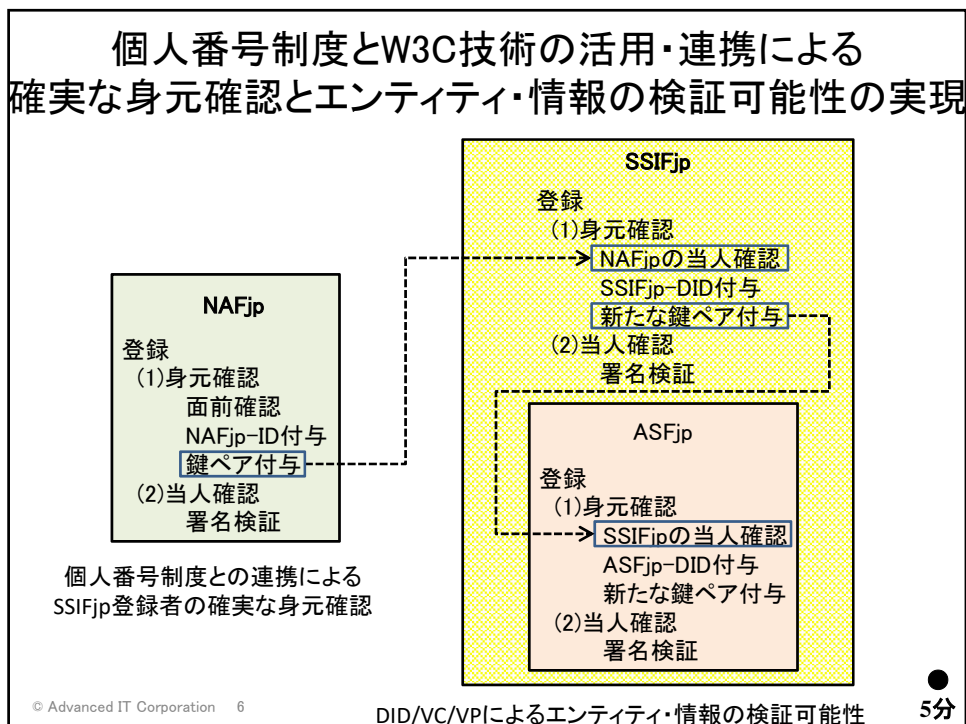 個人番号制度とW3C技術の活用・連携による
確実な身元確認とエンティティ・情報の検証可能性の実現
NAFjp
登録
(1)身元確認
面前確認
NAFjp-ID付与
鍵ペア付与
(2)当人確認
署名検証
個人番号制度との連携による
SSIFjp登録者の確実な身元確認
SSIFjp
登録
(1)身元確認
NAFjpの当人確認
SSIFjp-DID付与
新たな鍵ペア付与
(2)当人確認
署名検証
ASFjp
登録
(1)身元確認
SSIFjpの当人確認
ASFjp-DID付与
新たな鍵ペア付与
(2)当人確認
署名検証
DID/VC/VPによるエンティティ・情報の検証可能性
© Advanced IT Corporation 6
●
5分